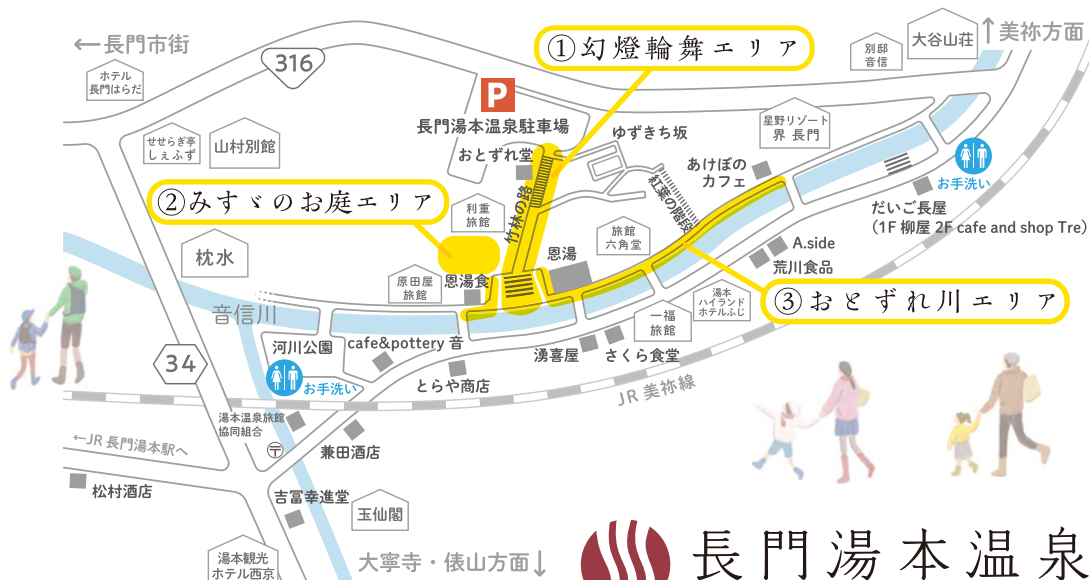 ←長門市街
316
①幻燈輪舞エリア
別邸
音信
大谷山荘
↑美祢方面
ホテル
長門はらだ
P
長門湯本温泉駐車場
ゆずきち坂
星野リゾート
界 長門
せせらぎ亭
しぇふず
山村別館
おとずれ堂
あけぼの
カフェ
お手洗い
②みすゞのお庭エリア
利重
旅館
竹林の路
紅葉の階段
だいご長屋
（1F 柳屋 2F cafe and shop Tre）
旅館
六角堂
枕水
恩湯
A.side
荒川食品
原田屋
旅館
恩湯食
湯本
ハイランド
ホテルふじ
③おとずれ川エリア
音信川
一福
旅館
河川公園
cafe&pottery 音
湧喜屋
さくら食堂
34
お手洗い
とらや商店
JR 美祢線
湯本温泉旅館
協同組合
←JR 長門湯本駅へ
〒
兼田酒店
松村酒店
吉冨幸進堂
玉仙閣
湯本観光
ホテル西京
大寧寺・俵山方面↓
長門湯本温泉